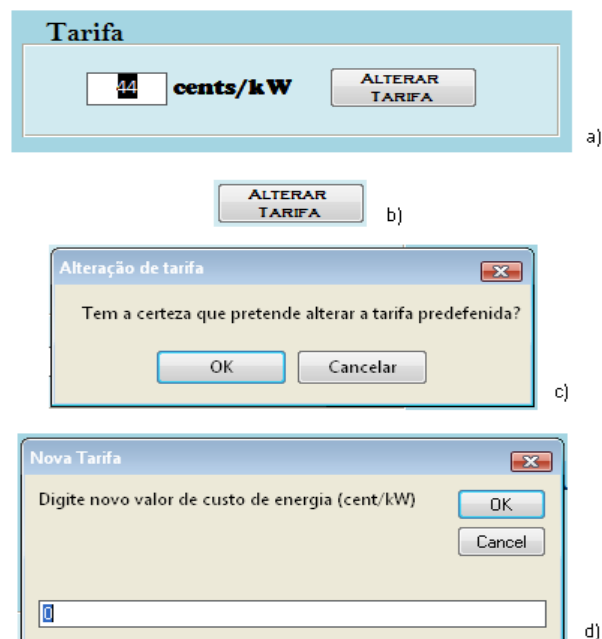 Tarifa
44 cents/kW ALTERAR
TARIFA
a)
ALTERAR
TARIFA
b)
Alteração de tarifa
Tem a certeza que pretende alterar a tarifa predefenida?
OK Cancelar
c)
Nova Tarifa
Digite novo valor de custo de energia (cent/kW) OK
Cancel
0
d)